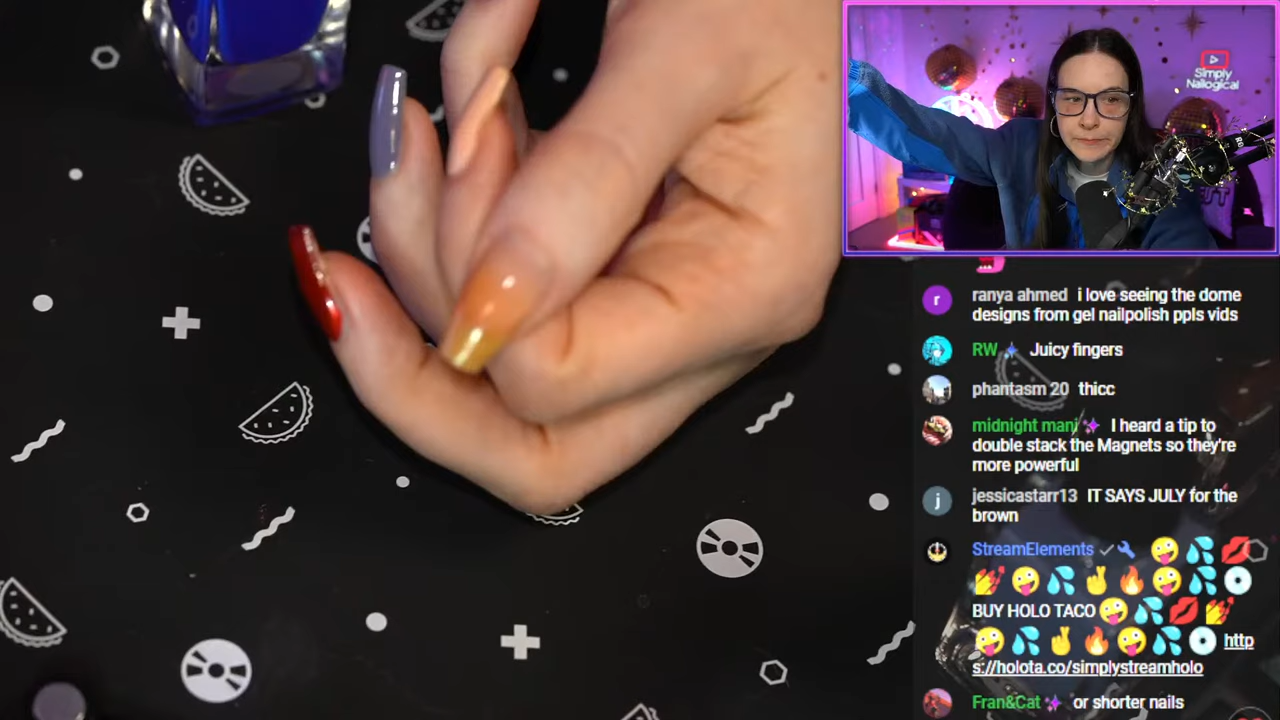 Simply
Nailogical
ranya ahmed i love seeing the dome
designs from gel nailpolish ppls vids
RW Juicy fingers
phantasm 20 thicc
midnight mani I heard a tip to
double stack the Magnets so they're
more powerful
jessicastarr13 IT SAYS JULY for the
brown
StreamElements
BUY HOLO TACO
http
s://holota.co/simplystreamholo
Fran&Cat or shorter nails